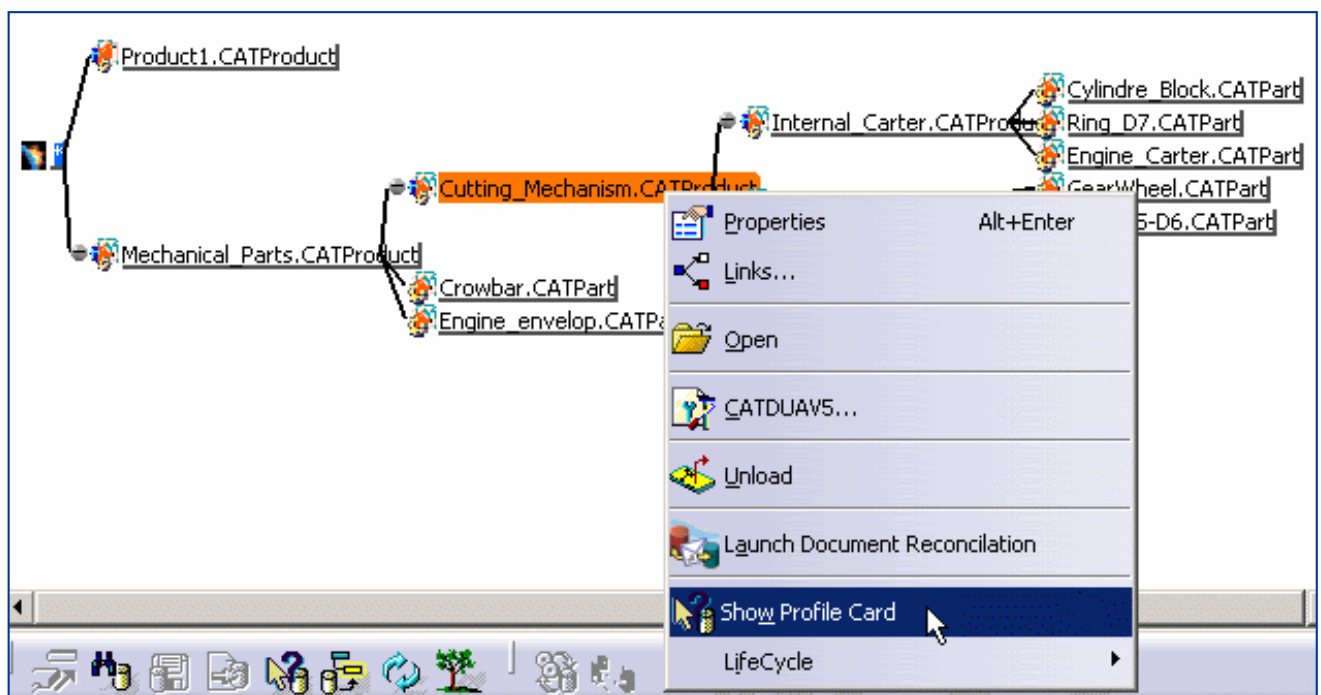 Product1.CATProduct
Cylindre_Block.CATPart
Internal_Carter.CATProdu
Ring_D7.CATPart
*
Engine_Carter.CATPart
Cutting_Mechanism.CATProduct
GearWheel.CATPart
5-D6.CATPart
Mechanical_Parts.CATProduct
Crowbar.CATPart
Engine_envelop.CATPa
Properties Alt+Enter
Links...
Open
CATDUAV5...
Unload
Launch Document Reconcilation
Show Profile Card
LifeCycle